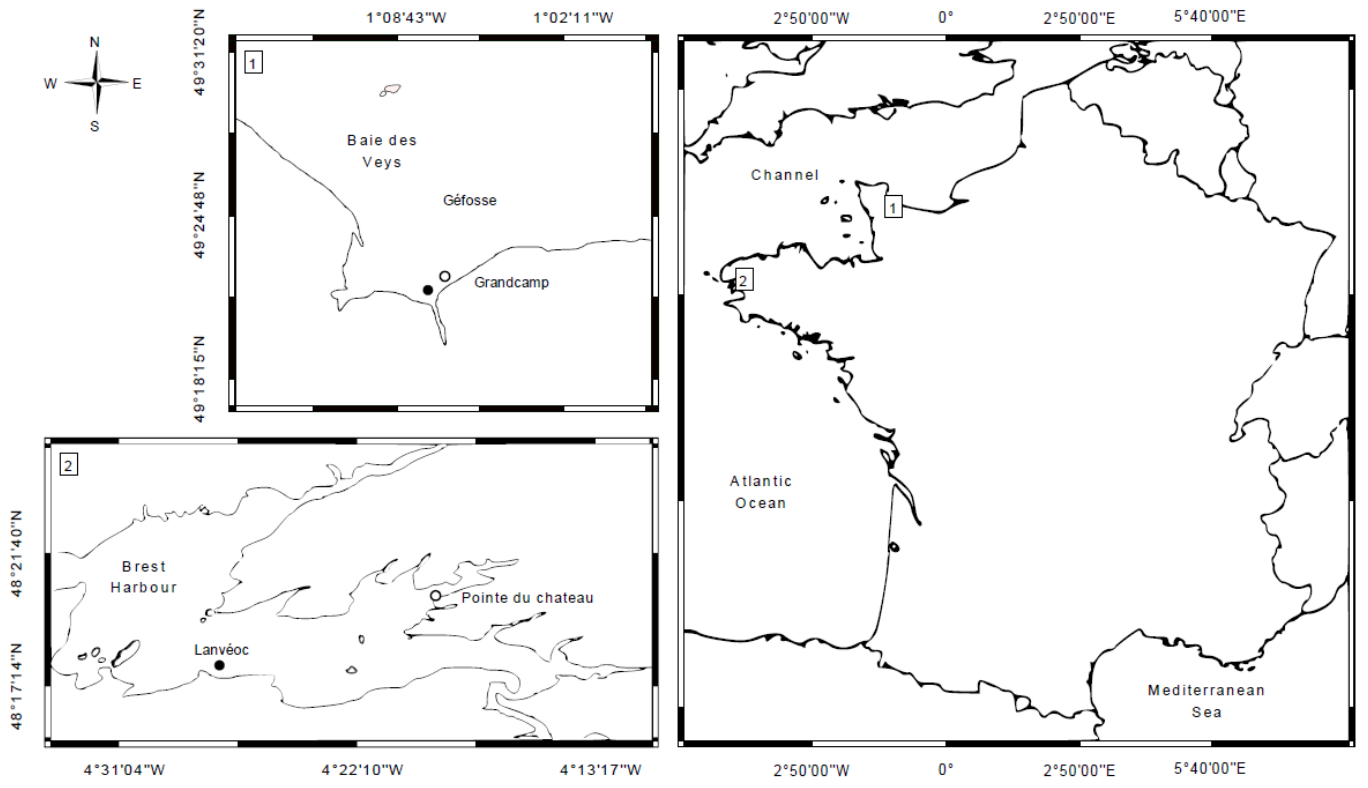 1°08'43"W
1°02'11"W
2°50'00"W
0°
2°50'00"E
5°40'00"E
N
W
E
S
49°31'20"N
49°24'48"N
49°18'15"N
1
Baie des
Veys
Géfosse
Grandcamp
Channel
1
2
Atlantic
Ocean
Mediterranean
Sea
2
48°21'40"N
48°17'14"N
Brest
Harbour
Pointe du chateau
Lanvéoc
4°31'04"W
4°22'10"W
4°13'17"W
2°50'00"W
0°
2°50'00"E
5°40'00"E